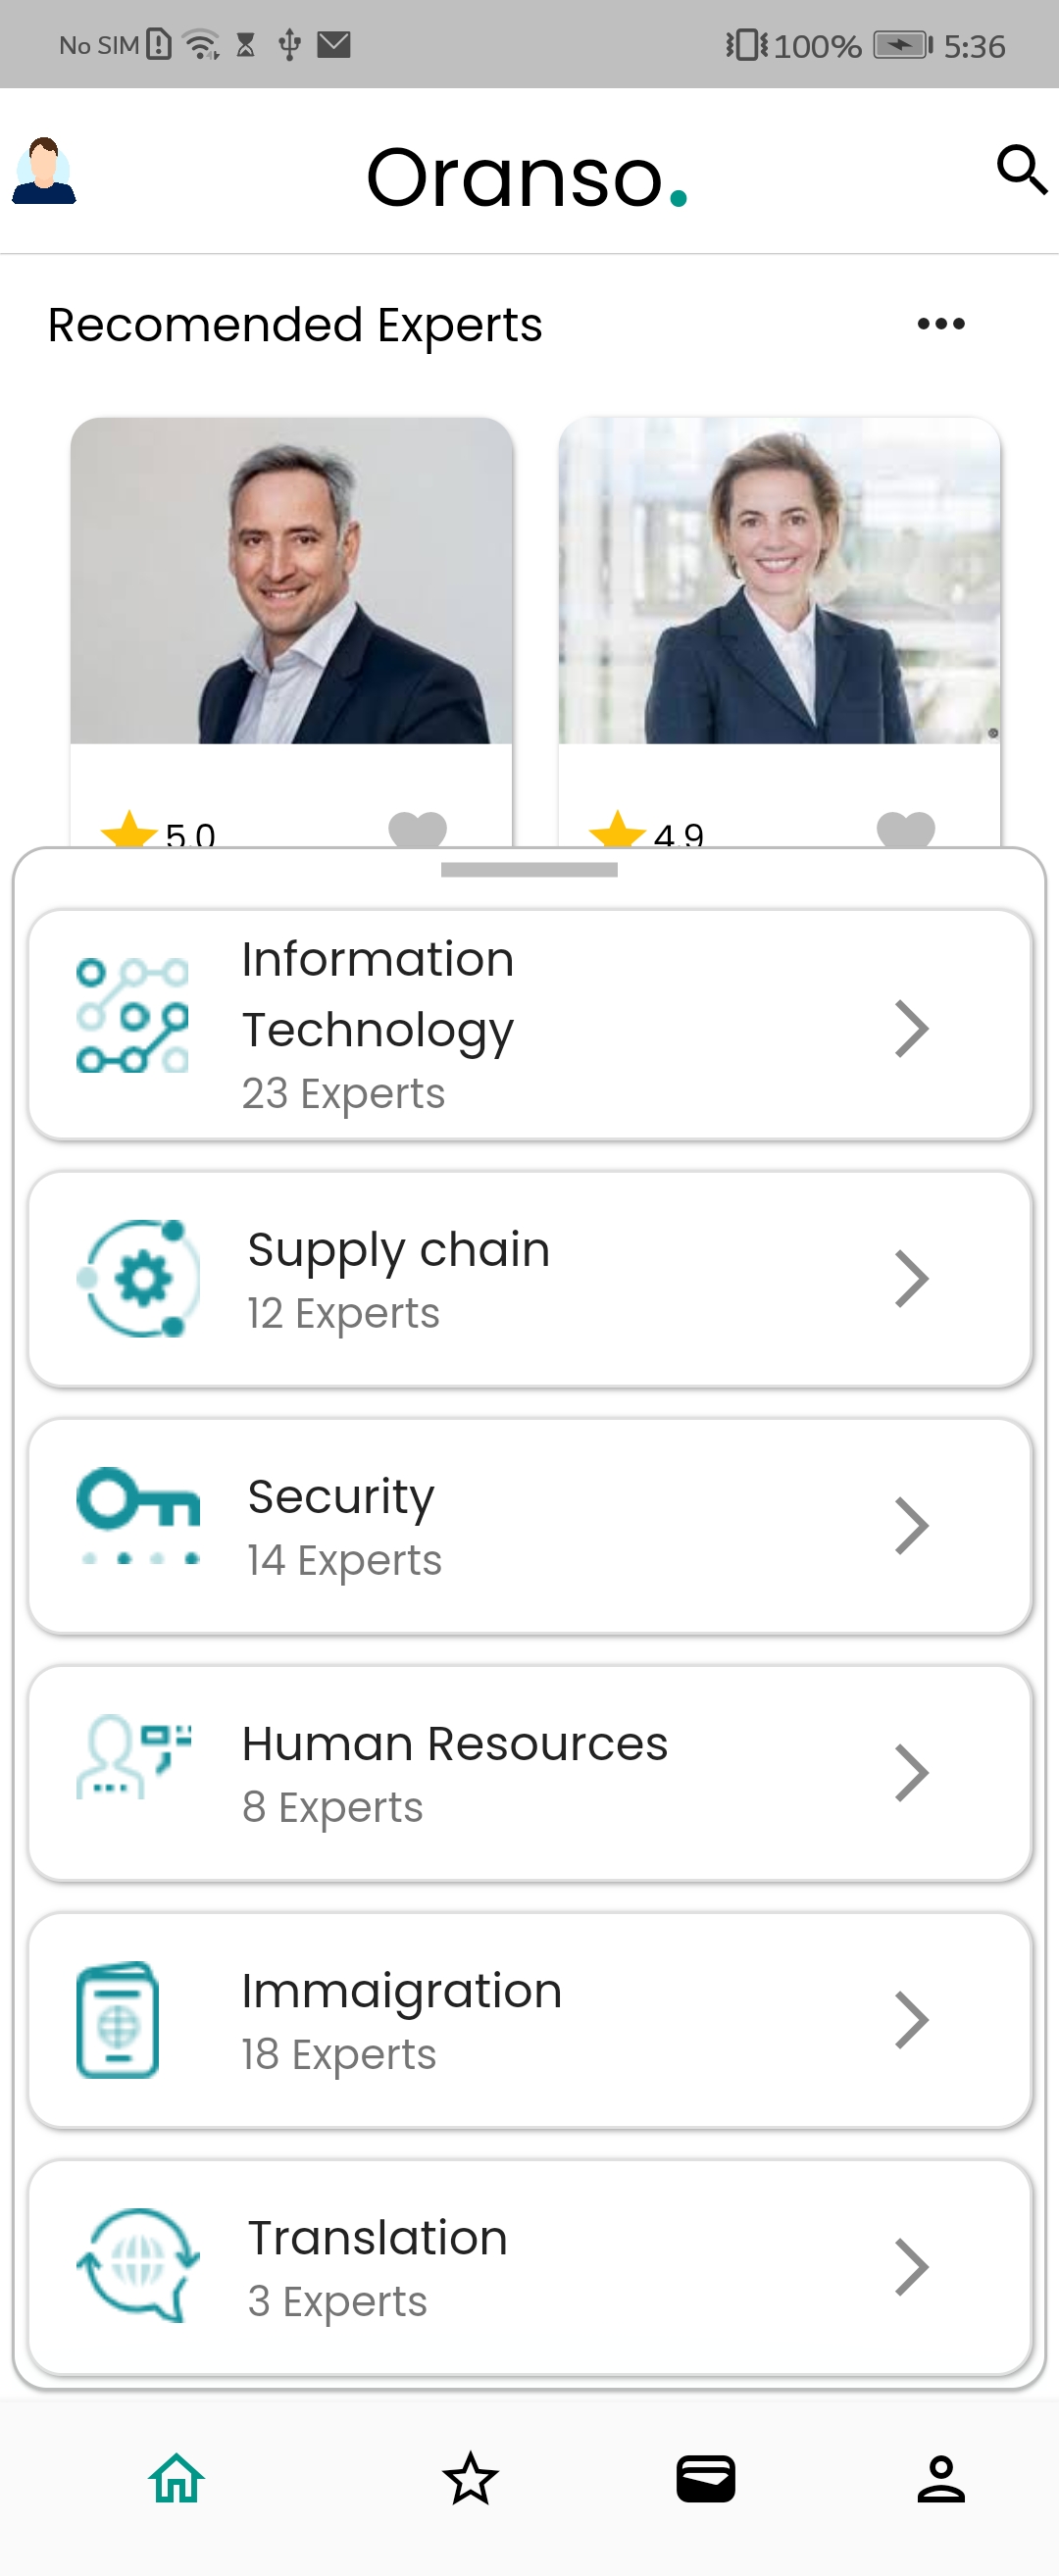 No SIM 100% 5:36
Oranso.
Recomended Experts
5.0 4.9
Information
Technology
23 Experts
Supply chain
12 Experts
Security
14 Experts
Human Resources
8 Experts
Immaigration
18 Experts
Translation
3 Experts